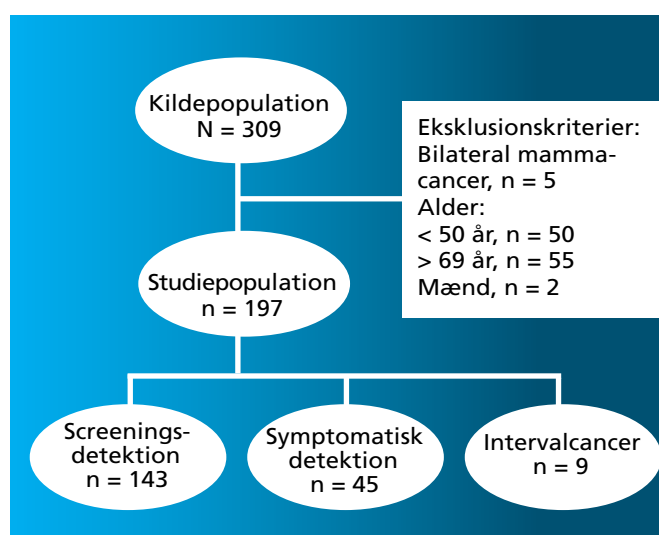 Kildepopulation
N = 309
Eksklusionskriterier:
Bilateral mamma-
cancer, n = 5
Alder:
< 50 år, n = 50
> 69 år, n = 55
Mænd, n = 2
Studiepopulation
n = 197
Screenings-
detektion
n = 143
Symptomatisk
detektion
n = 45
Intervalcancer
n = 9